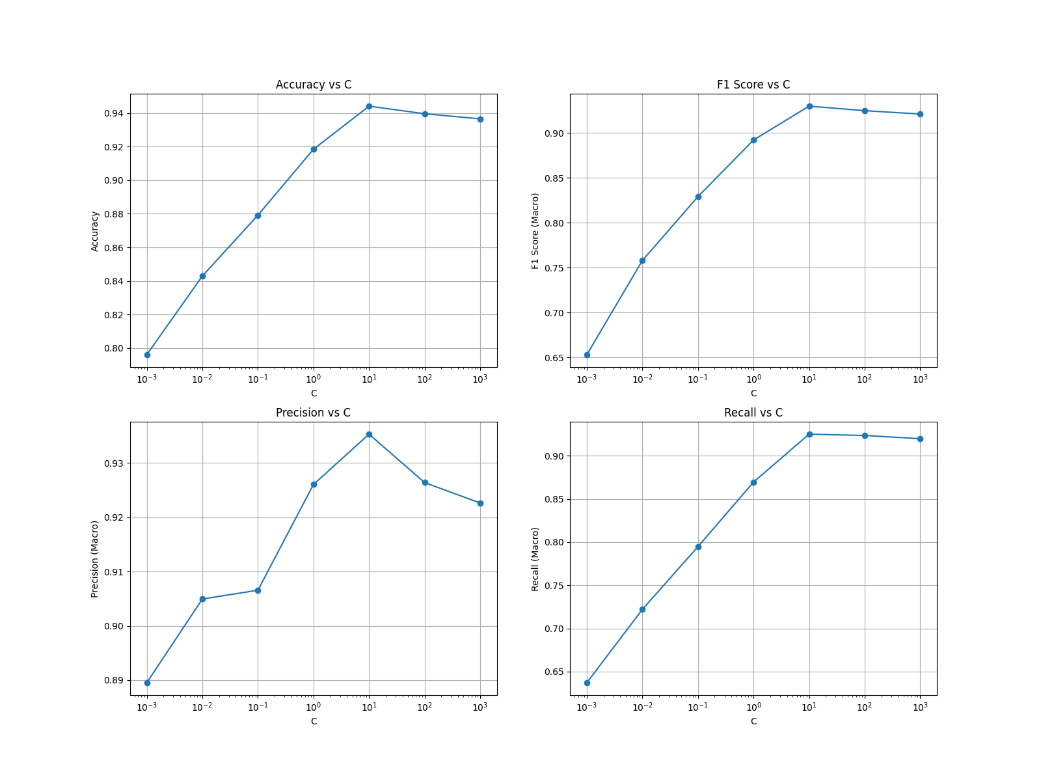 Accuracy vs C
0.94
0.92
0.90
0.88
0.86
0.84
0.82
0.80
Accuracy
10⁻³ 10⁻² 10⁻¹ 10⁰ 10¹ 10² 10³
C
F1 Score vs C
0.90
0.85
0.80
0.75
0.70
0.65
F1 Score (Macro)
10⁻³ 10⁻² 10⁻¹ 10⁰ 10¹ 10² 10³
C
Precision vs C
0.93
0.92
0.91
0.90
0.89
Precision (Macro)
10⁻³ 10⁻² 10⁻¹ 10⁰ 10¹ 10² 10³
C
Recall vs C
0.90
0.85
0.80
0.75
0.70
0.65
Recall (Macro)
10⁻³ 10⁻² 10⁻¹ 10⁰ 10¹ 10² 10³
C